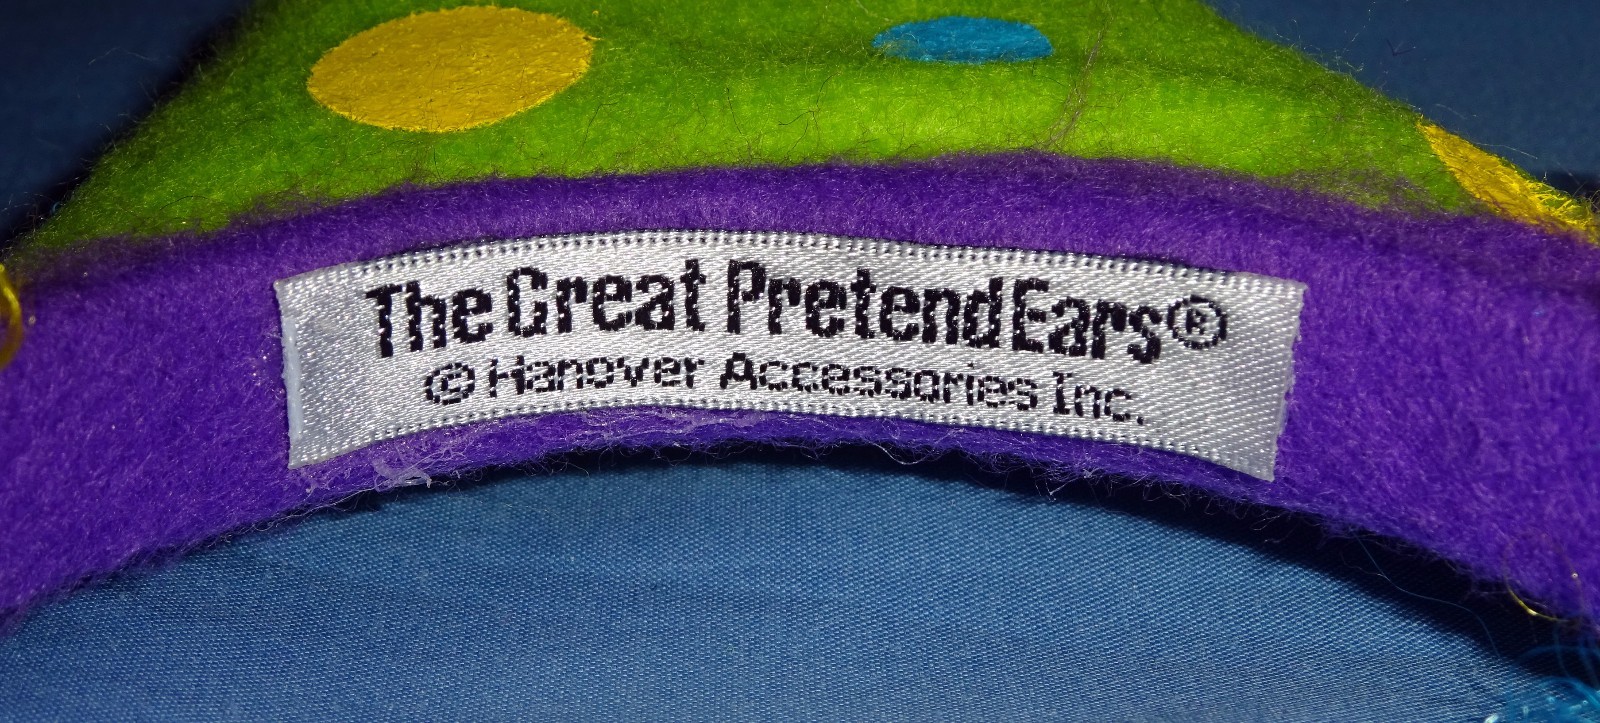 The Great Pretend Ears®
© Hanover Accessories Inc.